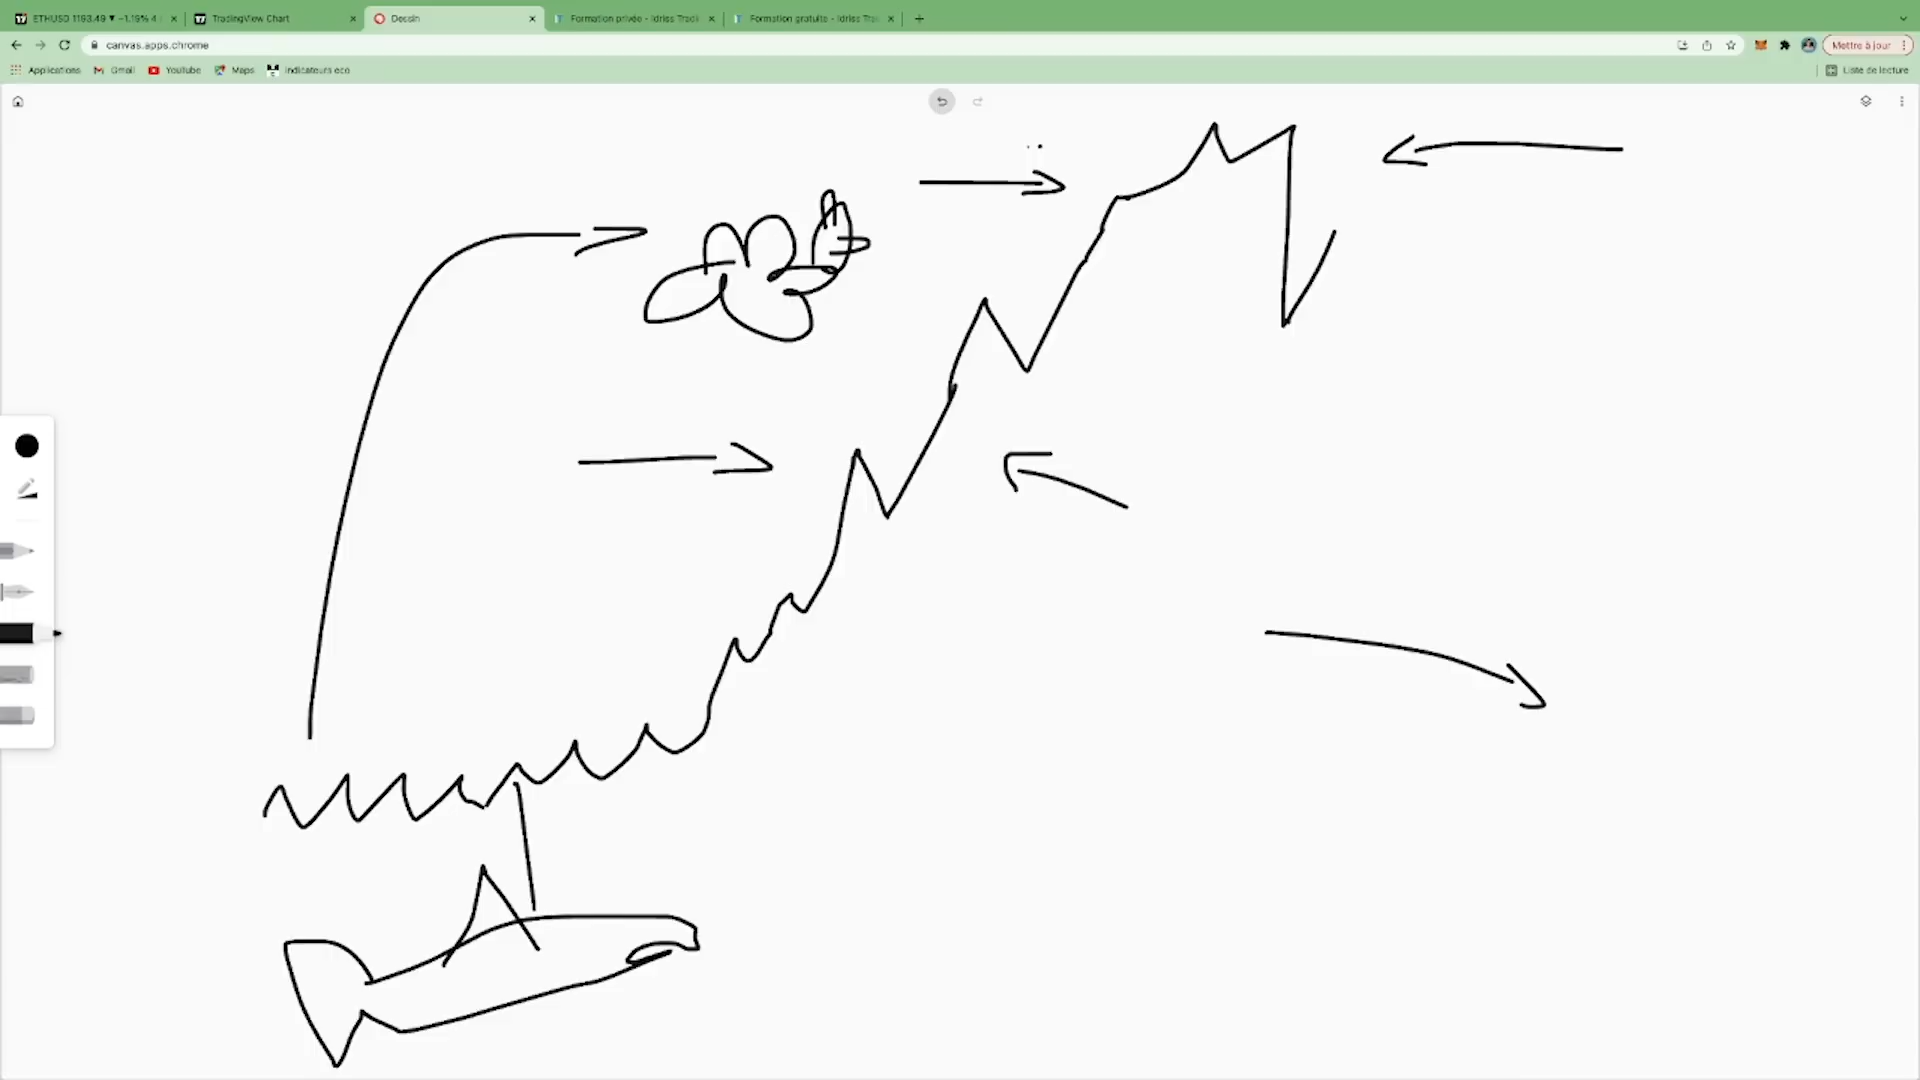 ETHUSD 1193.49 ▼ −1.19% 4
TradingView Chart
Dessin
Formation privée - Idriss Tradi
Formation gratuite - Idriss Tra
canvas.apps.chrome
Mettre à jour
Applications
Gmail
YouTube
Maps
Indicateurs eco
Liste de lecture